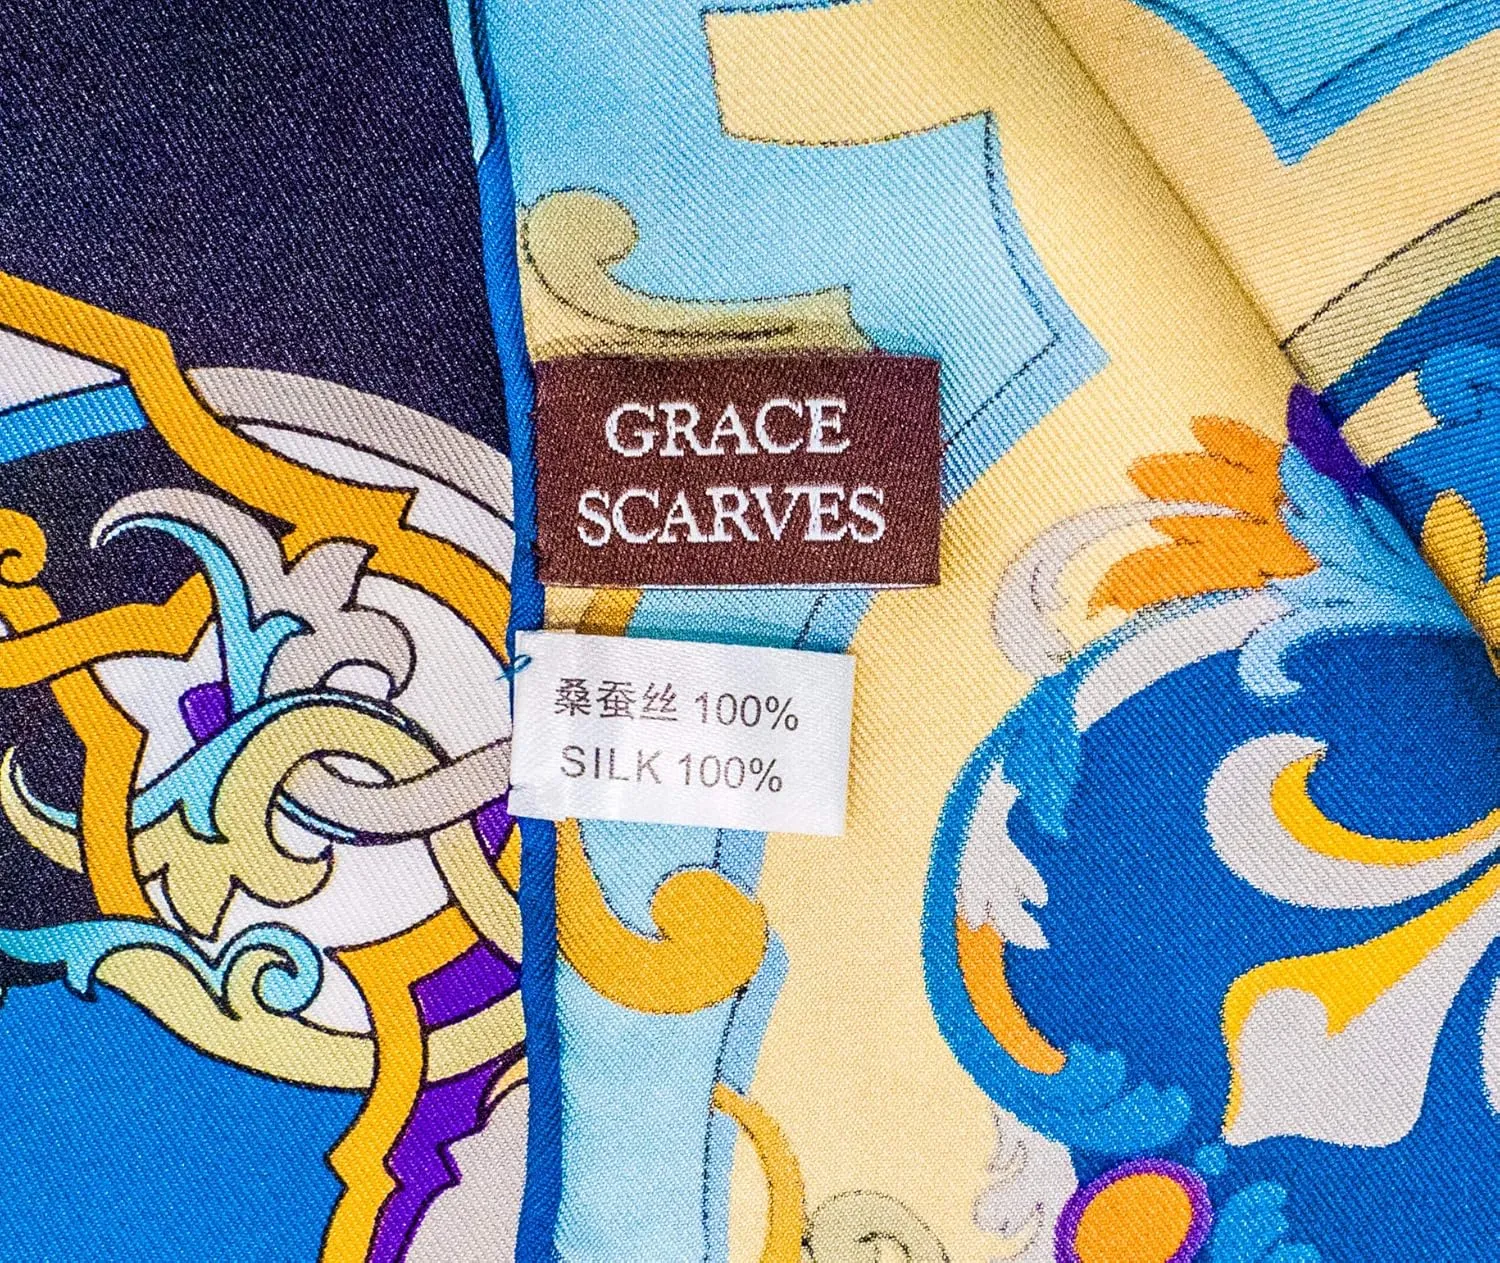 GRACE
SCARVES
桑蚕丝 100%
SILK 100%